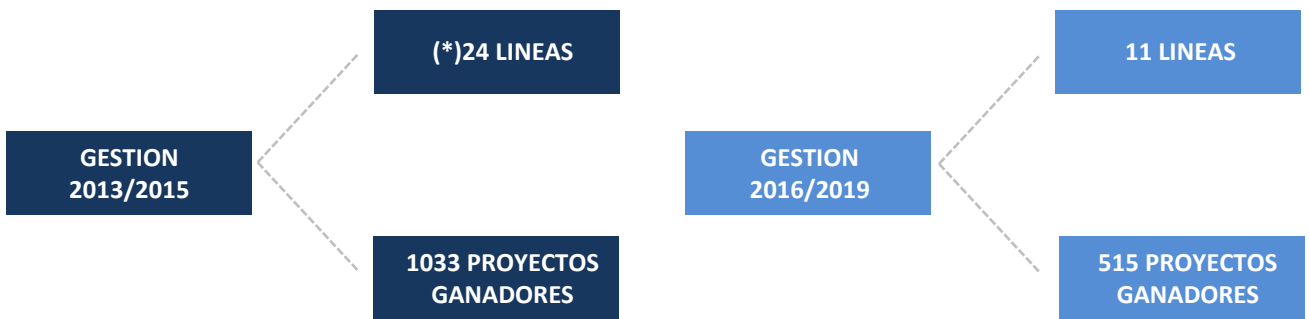 (*)24 LINEAS
GESTION
2013/2015
1033 PROYECTOS
GANADORES
11 LINEAS
GESTION
2016/2019
515 PROYECTOS
GANADORES